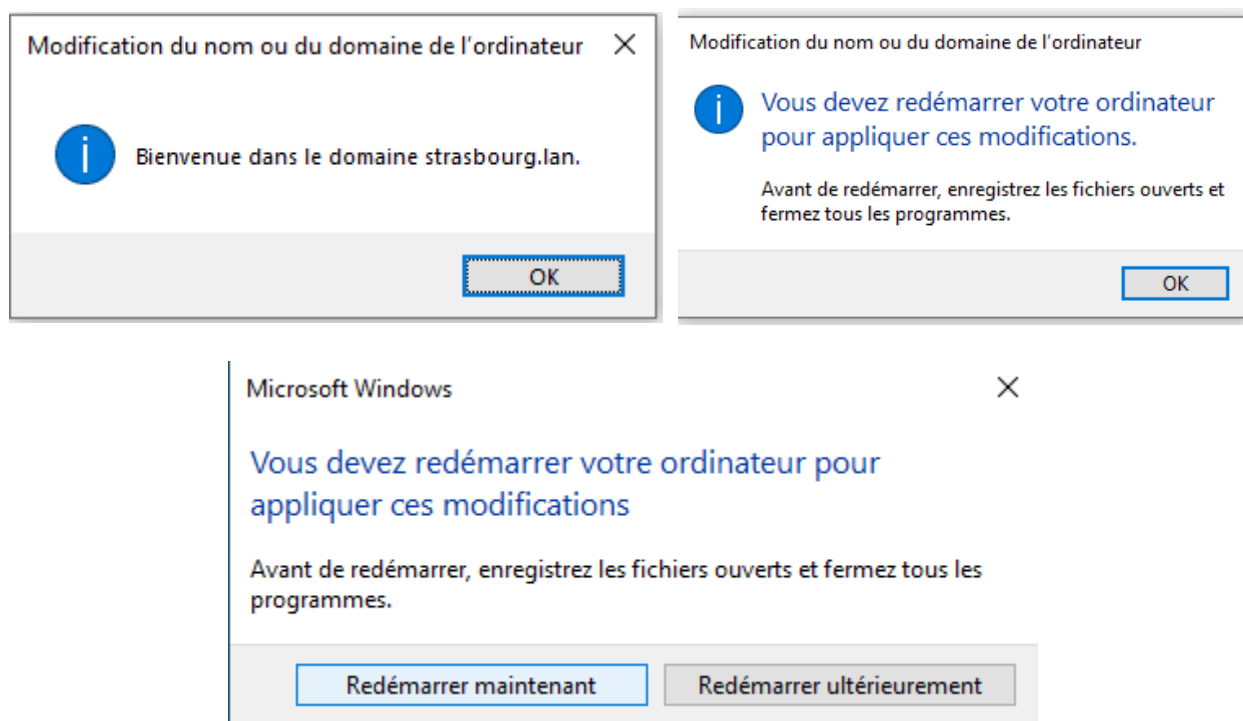 Modification du nom ou du domaine de l'ordinateur
Bienvenue dans le domaine strasbourg.lan.
OK
Modification du nom ou du domaine de l'ordinateur
Vous devez redémarrer votre ordinateur
pour appliquer ces modifications.
Avant de redémarrer, enregistrez les fichiers ouverts et
fermez tous les programmes.
OK
Microsoft Windows
Vous devez redémarrer votre ordinateur pour
appliquer ces modifications
Avant de redémarrer, enregistrez les fichiers ouverts et fermez tous les
programmes.
Redémarrer maintenant
Redémarrer ultérieurement